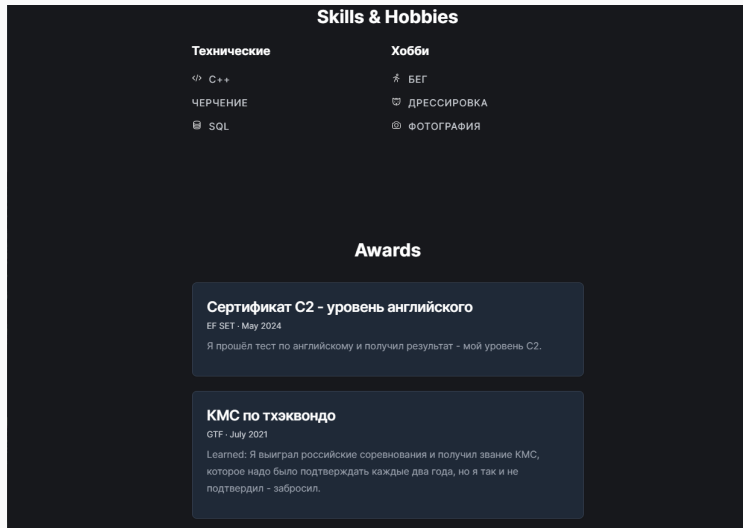 Skills & Hobbies
Технические
C++
ЧЕРЧЕНИЕ
SQL
Хобби
БЕГ
ДРЕССИРОВКА
ФОТОГРАФИЯ
Awards
Сертификат C2 - уровень английского
EF SET · May 2024
Я прошёл тест по английскому и получил результат - мой уровень C2.
КМС по тхэквондо
GTF · July 2021
Learned: Я выиграл российские соревнования и получил звание КМС,
которое надо было подтверждать каждые два года, но я так и не
подтвердил - забросил.